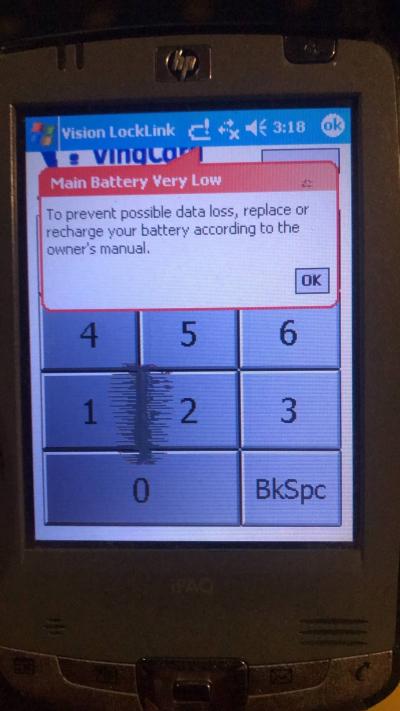 hp
Vision LockLink 3:18 ok
VingCard
Main Battery Very Low
To prevent possible data loss, replace or
recharge your battery according to the
owner's manual.
OK
4 5 6
1 2 3
0 BkSpc
iPAQ